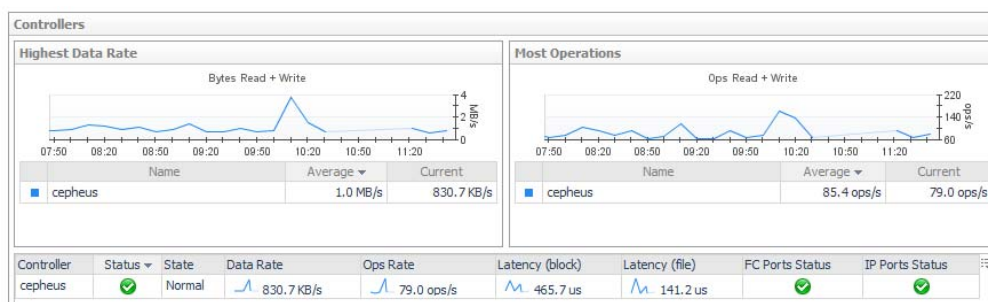 Controllers
Highest Data Rate
Bytes Read + Write
4
2
0
MB/s
07:50 08:20 08:50 09:20 09:50 10:20 10:50 11:20
Name Average Current
cepheus 1.0 MB/s 830.7 KB/s
Most Operations
Ops Read + Write
220
140
60
ops/s
07:50 08:20 08:50 09:20 09:50 10:20 10:50 11:20
Name Average Current
cepheus 85.4 ops/s 79.0 ops/s
Controller Status State Data Rate Ops Rate Latency (block) Latency (file) FC Ports Status IP Ports Status
cepheus Normal 830.7 KB/s 79.0 ops/s 465.7 us 141.2 us